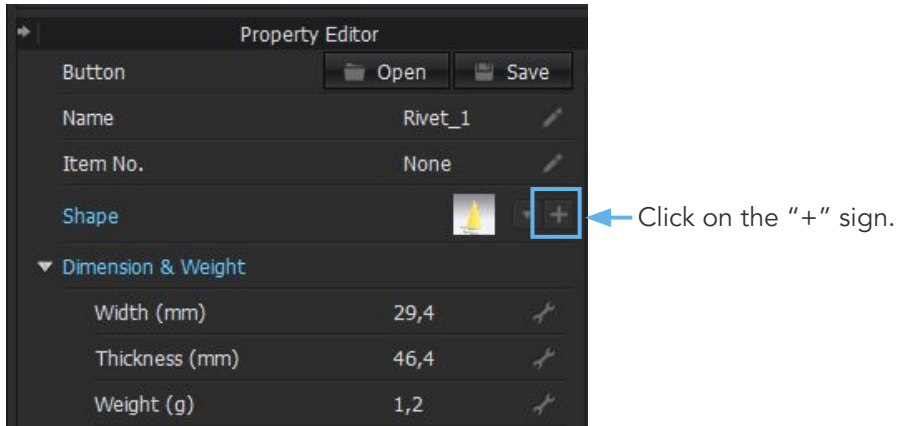 Property Editor
Button Open Save
Name Rivet_1
Item No. None
Shape + Click on the “+” sign.
Dimension & Weight
Width (mm) 29,4
Thickness (mm) 46,4
Weight (g) 1,2